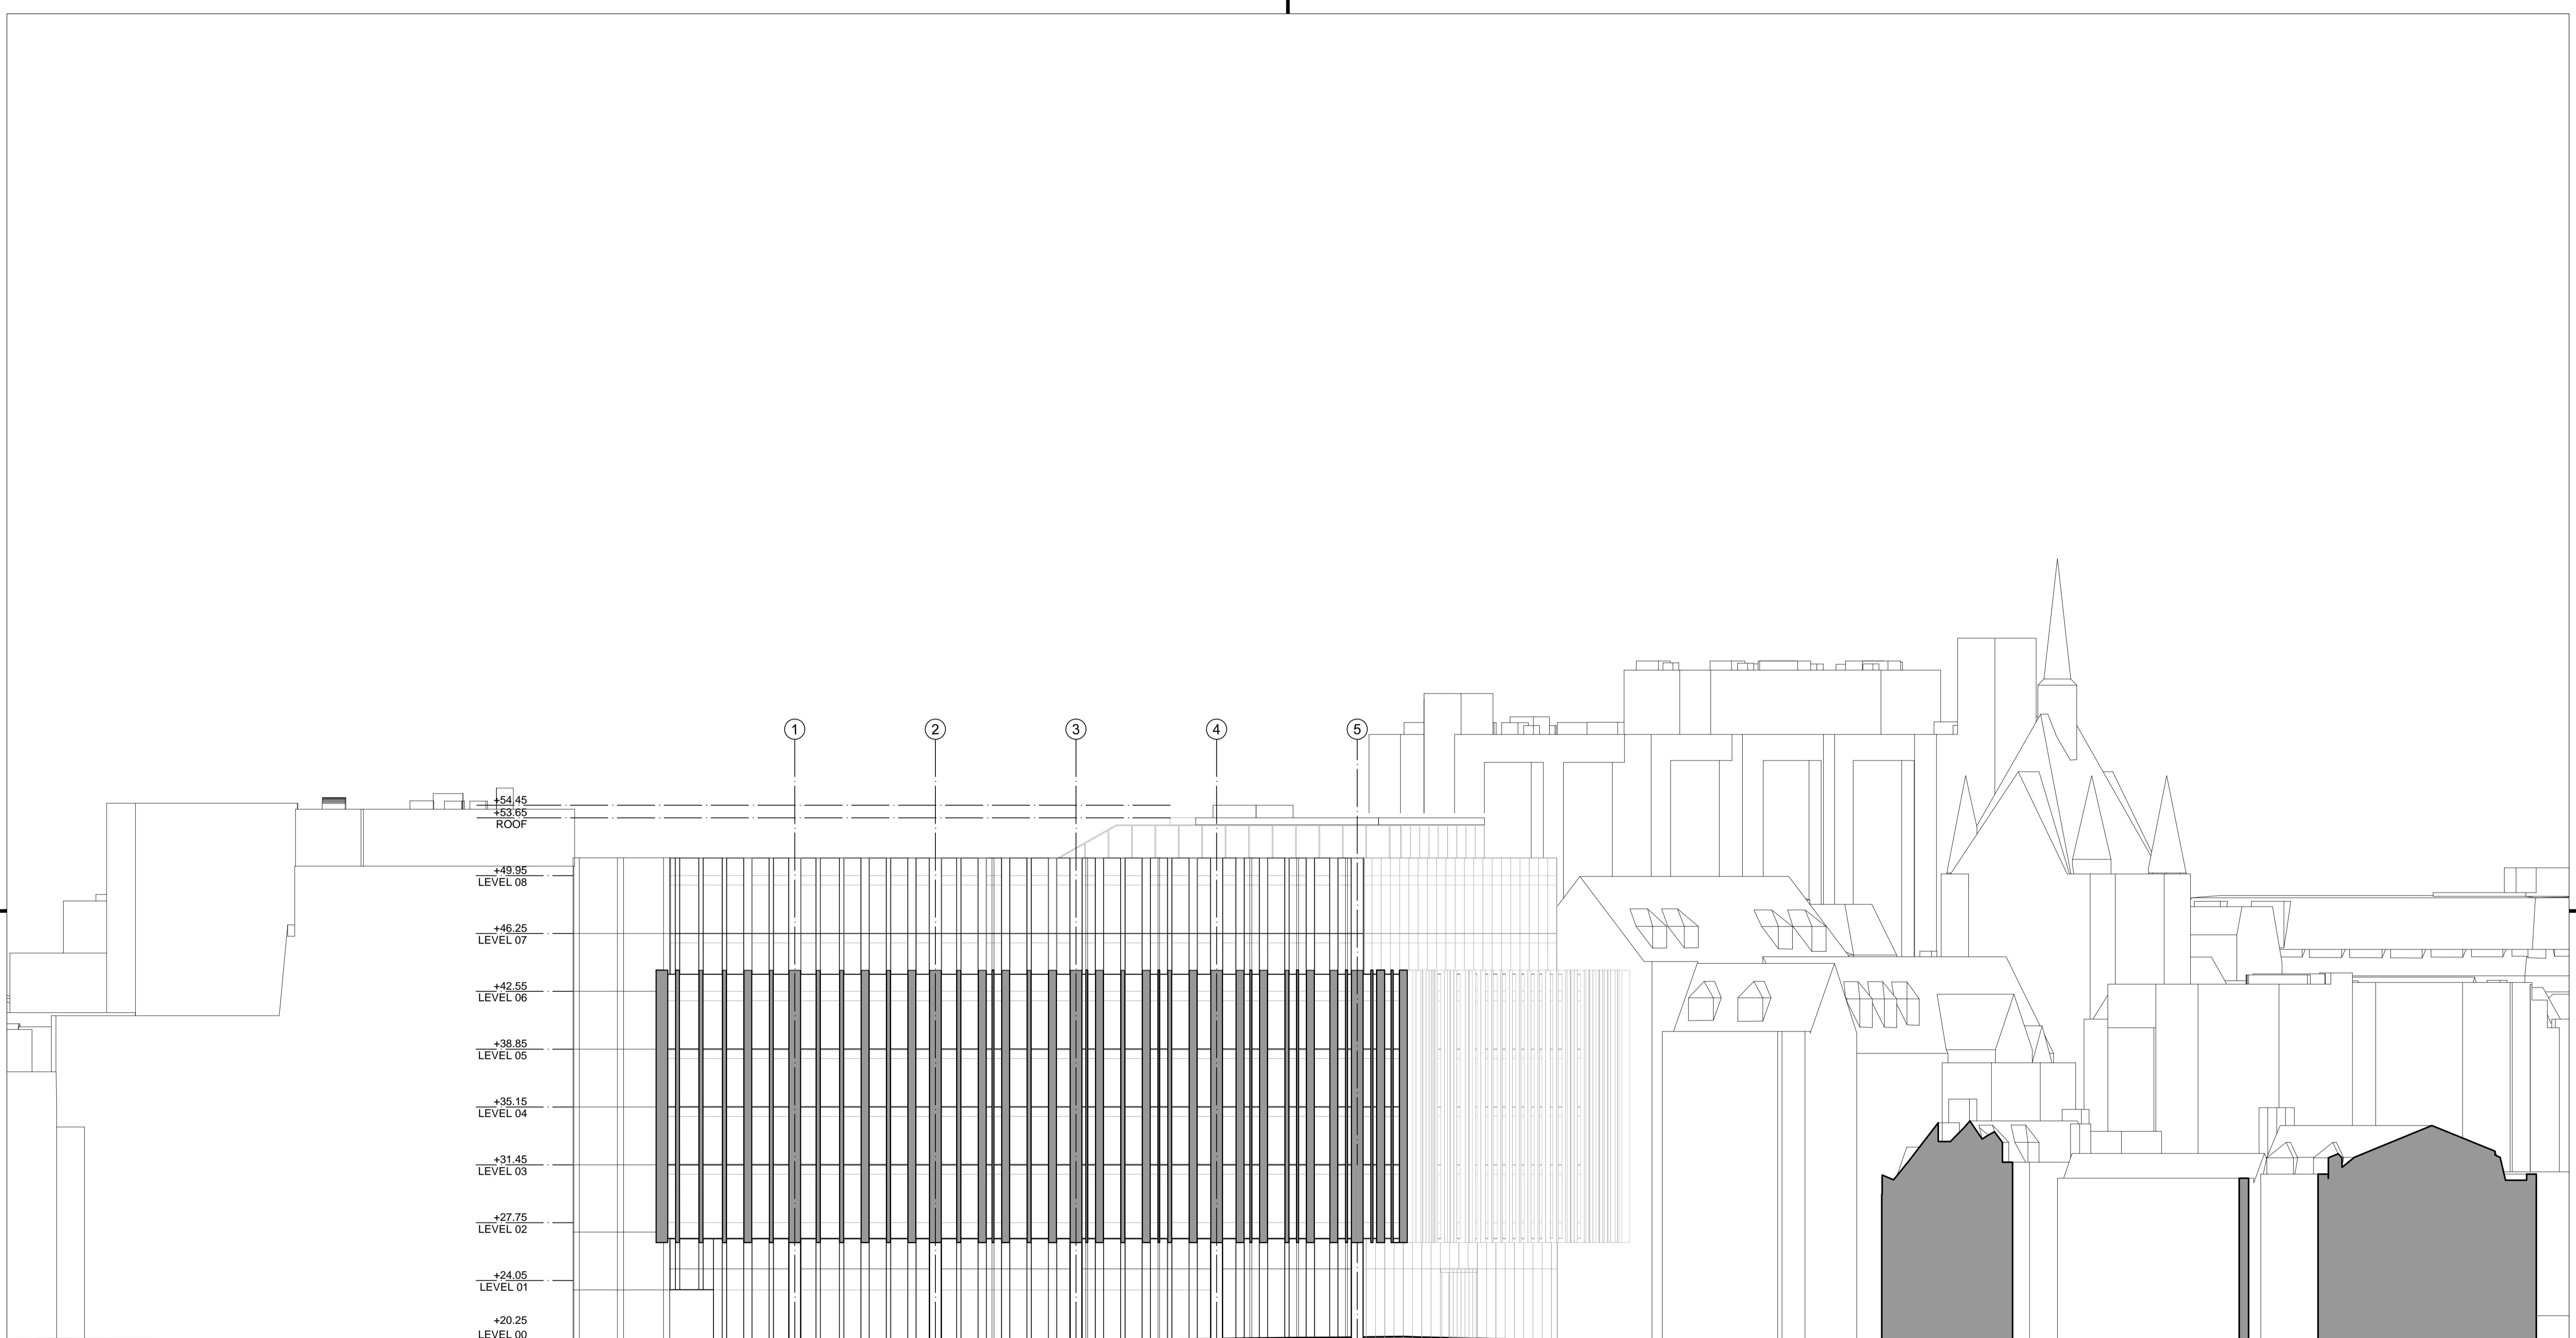 1 2 3 4 5
+54.45
+53.65
ROOF
+49.95
LEVEL 08
+46.25
LEVEL 07
+42.55
LEVEL 06
+38.85
LEVEL 05
+35.15
LEVEL 04
+31.45
LEVEL 03
+27.75
LEVEL 02
+24.05
LEVEL 01
+20.25
LEVEL 00